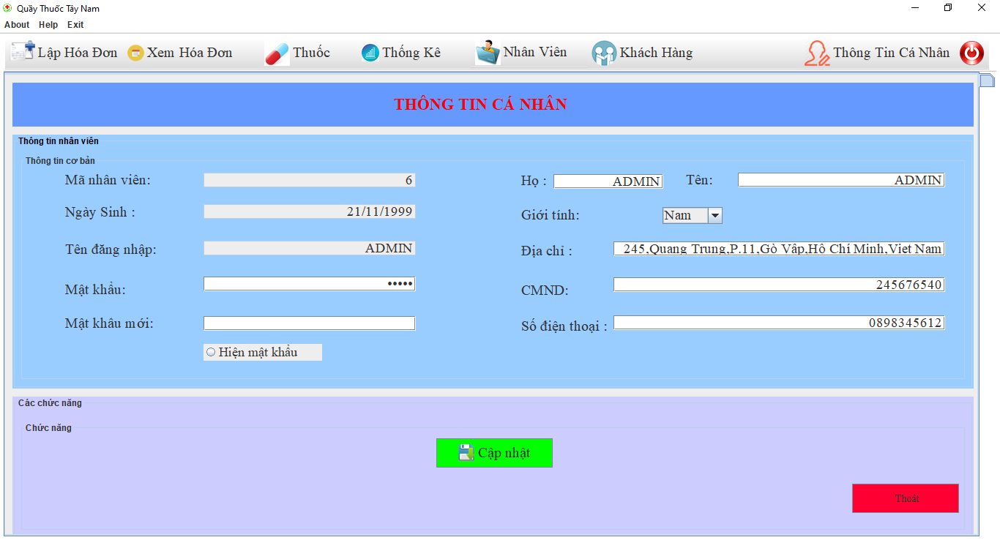 Quầy Thuốc Tây Nam
About Help Exit
Lập Hóa Đơn Xem Hóa Đơn Thuốc Thống Kê Nhân Viên Khách Hàng Thông Tin Cá Nhân
THÔNG TIN CÁ NHÂN
Thông tin nhân viên
Thông tin cơ bản
Mã nhân viên: 6 Họ : ADMIN Tên: ADMIN
Ngày Sinh : 21/11/1999 Giới tính: Nam
Tên đăng nhập: ADMIN Địa chỉ : 245,Quang Trung,P.11,Gò Vâp,Hô Chí Minh,Viet Nam
Mật khẩu: ••••• CMND: 245676540
Mật khâu mới: Số điện thoại : 0898345612
Hiện mật khẩu
Các chức năng
Chức năng
Cập nhật
Thoát